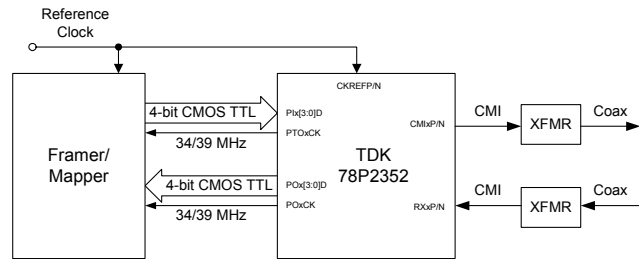 Reference
Clock
CKREFP/N
4-bit CMOS TTL
PIx[3:0]D
CMI
Coax
CMIxP/N
XFMR
34/39 MHz
PTOxCK
Framer/
Mapper
TDK
78P2352
4-bit CMOS TTL
POx[3:0]D
CMI
Coax
34/39 MHz
POxCK
RXxP/N
XFMR